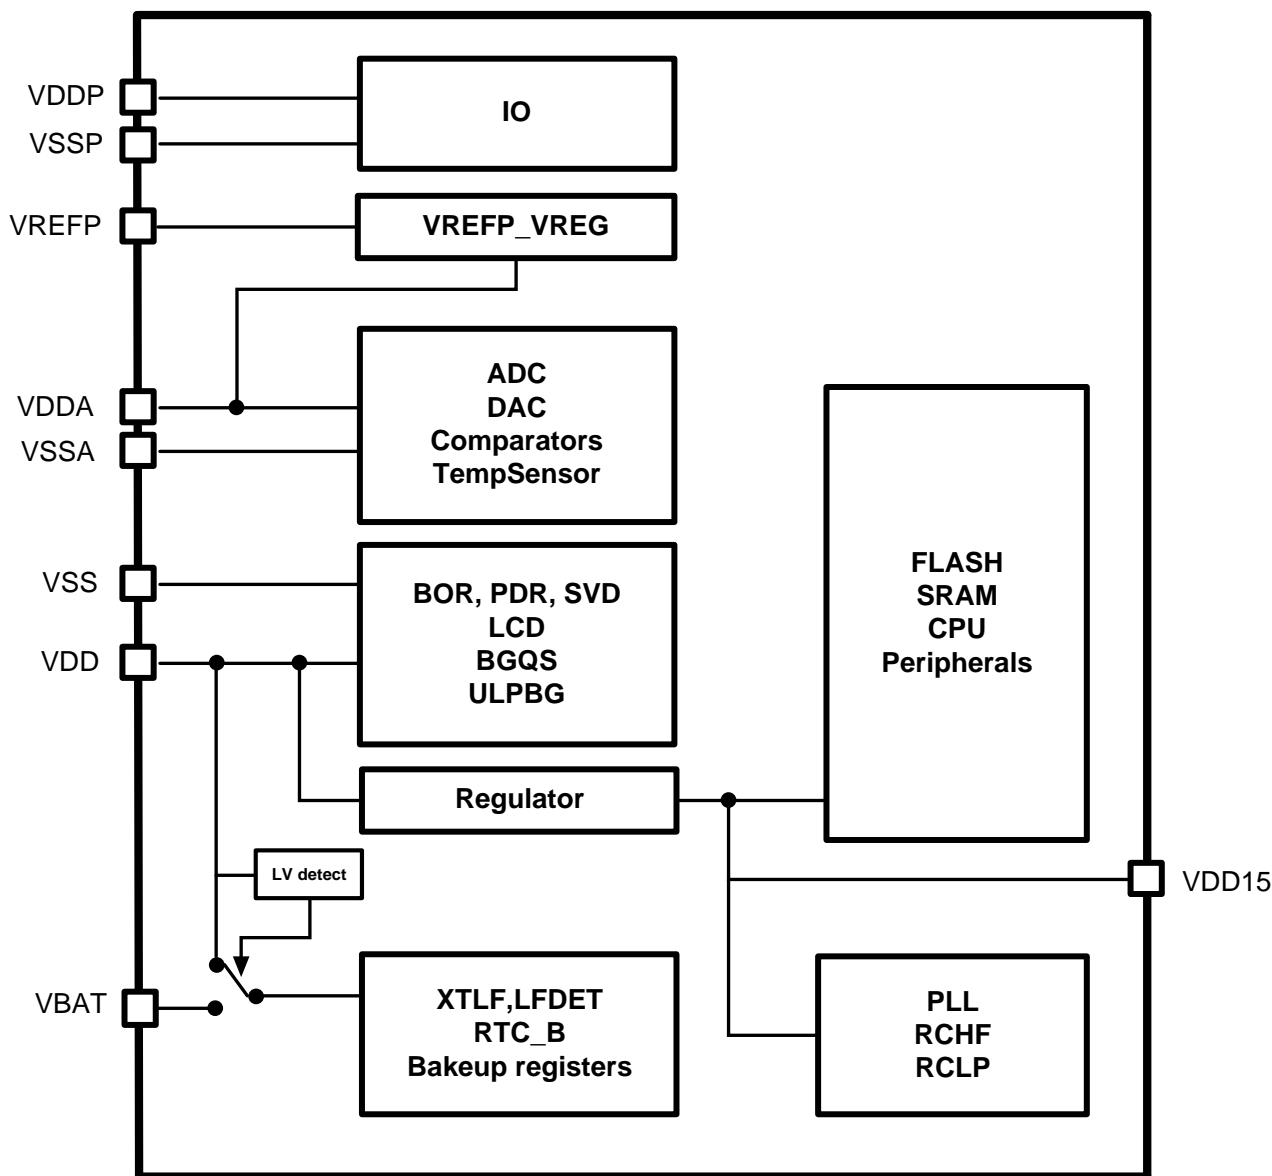 VDDP
IO
VSSP
VREFP
VREFP_VREG
ADC
DAC
Comparators
TempSensor
VDDA
VSSA
VSS
VDD
BOR, PDR, SVD
LCD
BGQS
ULPBG
FLASH
SRAM
CPU
Peripherals
Regulator
LV detect
VDD15
VBAT
XTLF,LFDET
RTC_B
Bakeup registers
PLL
RCHF
RCLP